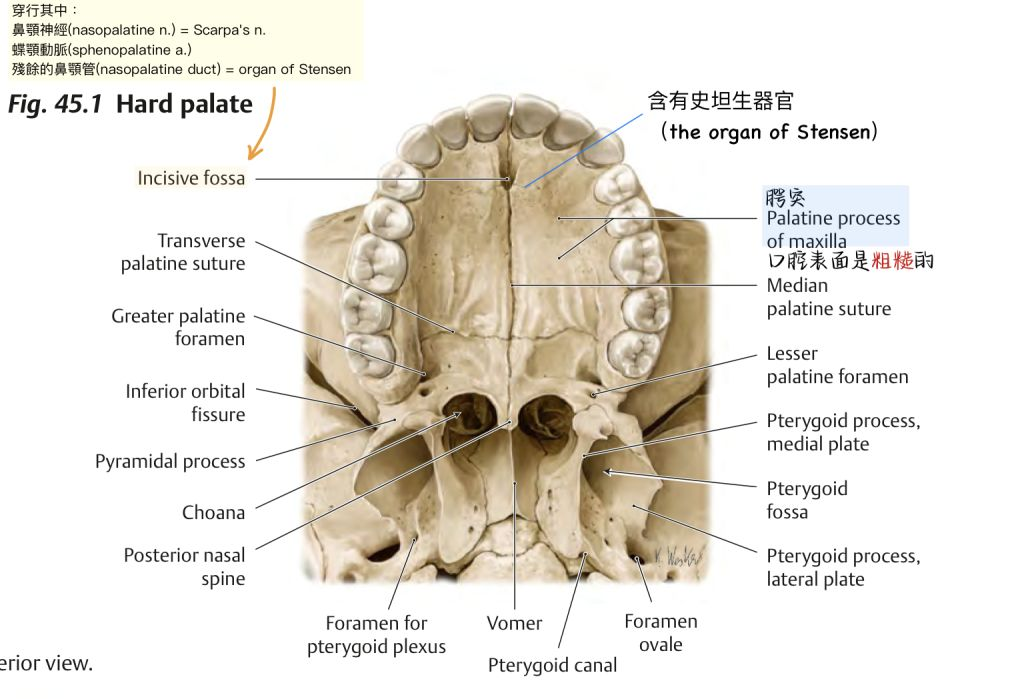 穿行其中：
鼻顎神經(nasopalatine n.) = Scarpa's n.
蝶顎動脈(sphenopalatine a.)
殘餘的鼻顎管(nasopalatine duct) = organ of Stensen
Fig. 45.1 Hard palate
含有史坦生器官
（the organ of Stensen）
Incisive fossa
Transverse
palatine suture
Greater palatine
foramen
Inferior orbital
fissure
Pyramidal process
Choana
Posterior nasal
spine
腭突
Palatine process
of maxilla
口腔表面是粗糙的
Median
palatine suture
Lesser
palatine foramen
Pterygoid process,
medial plate
Pterygoid
fossa
Pterygoid process,
lateral plate
Foramen for
pterygoid plexus
Vomer
Pterygoid canal
Foramen
ovale
erior view.